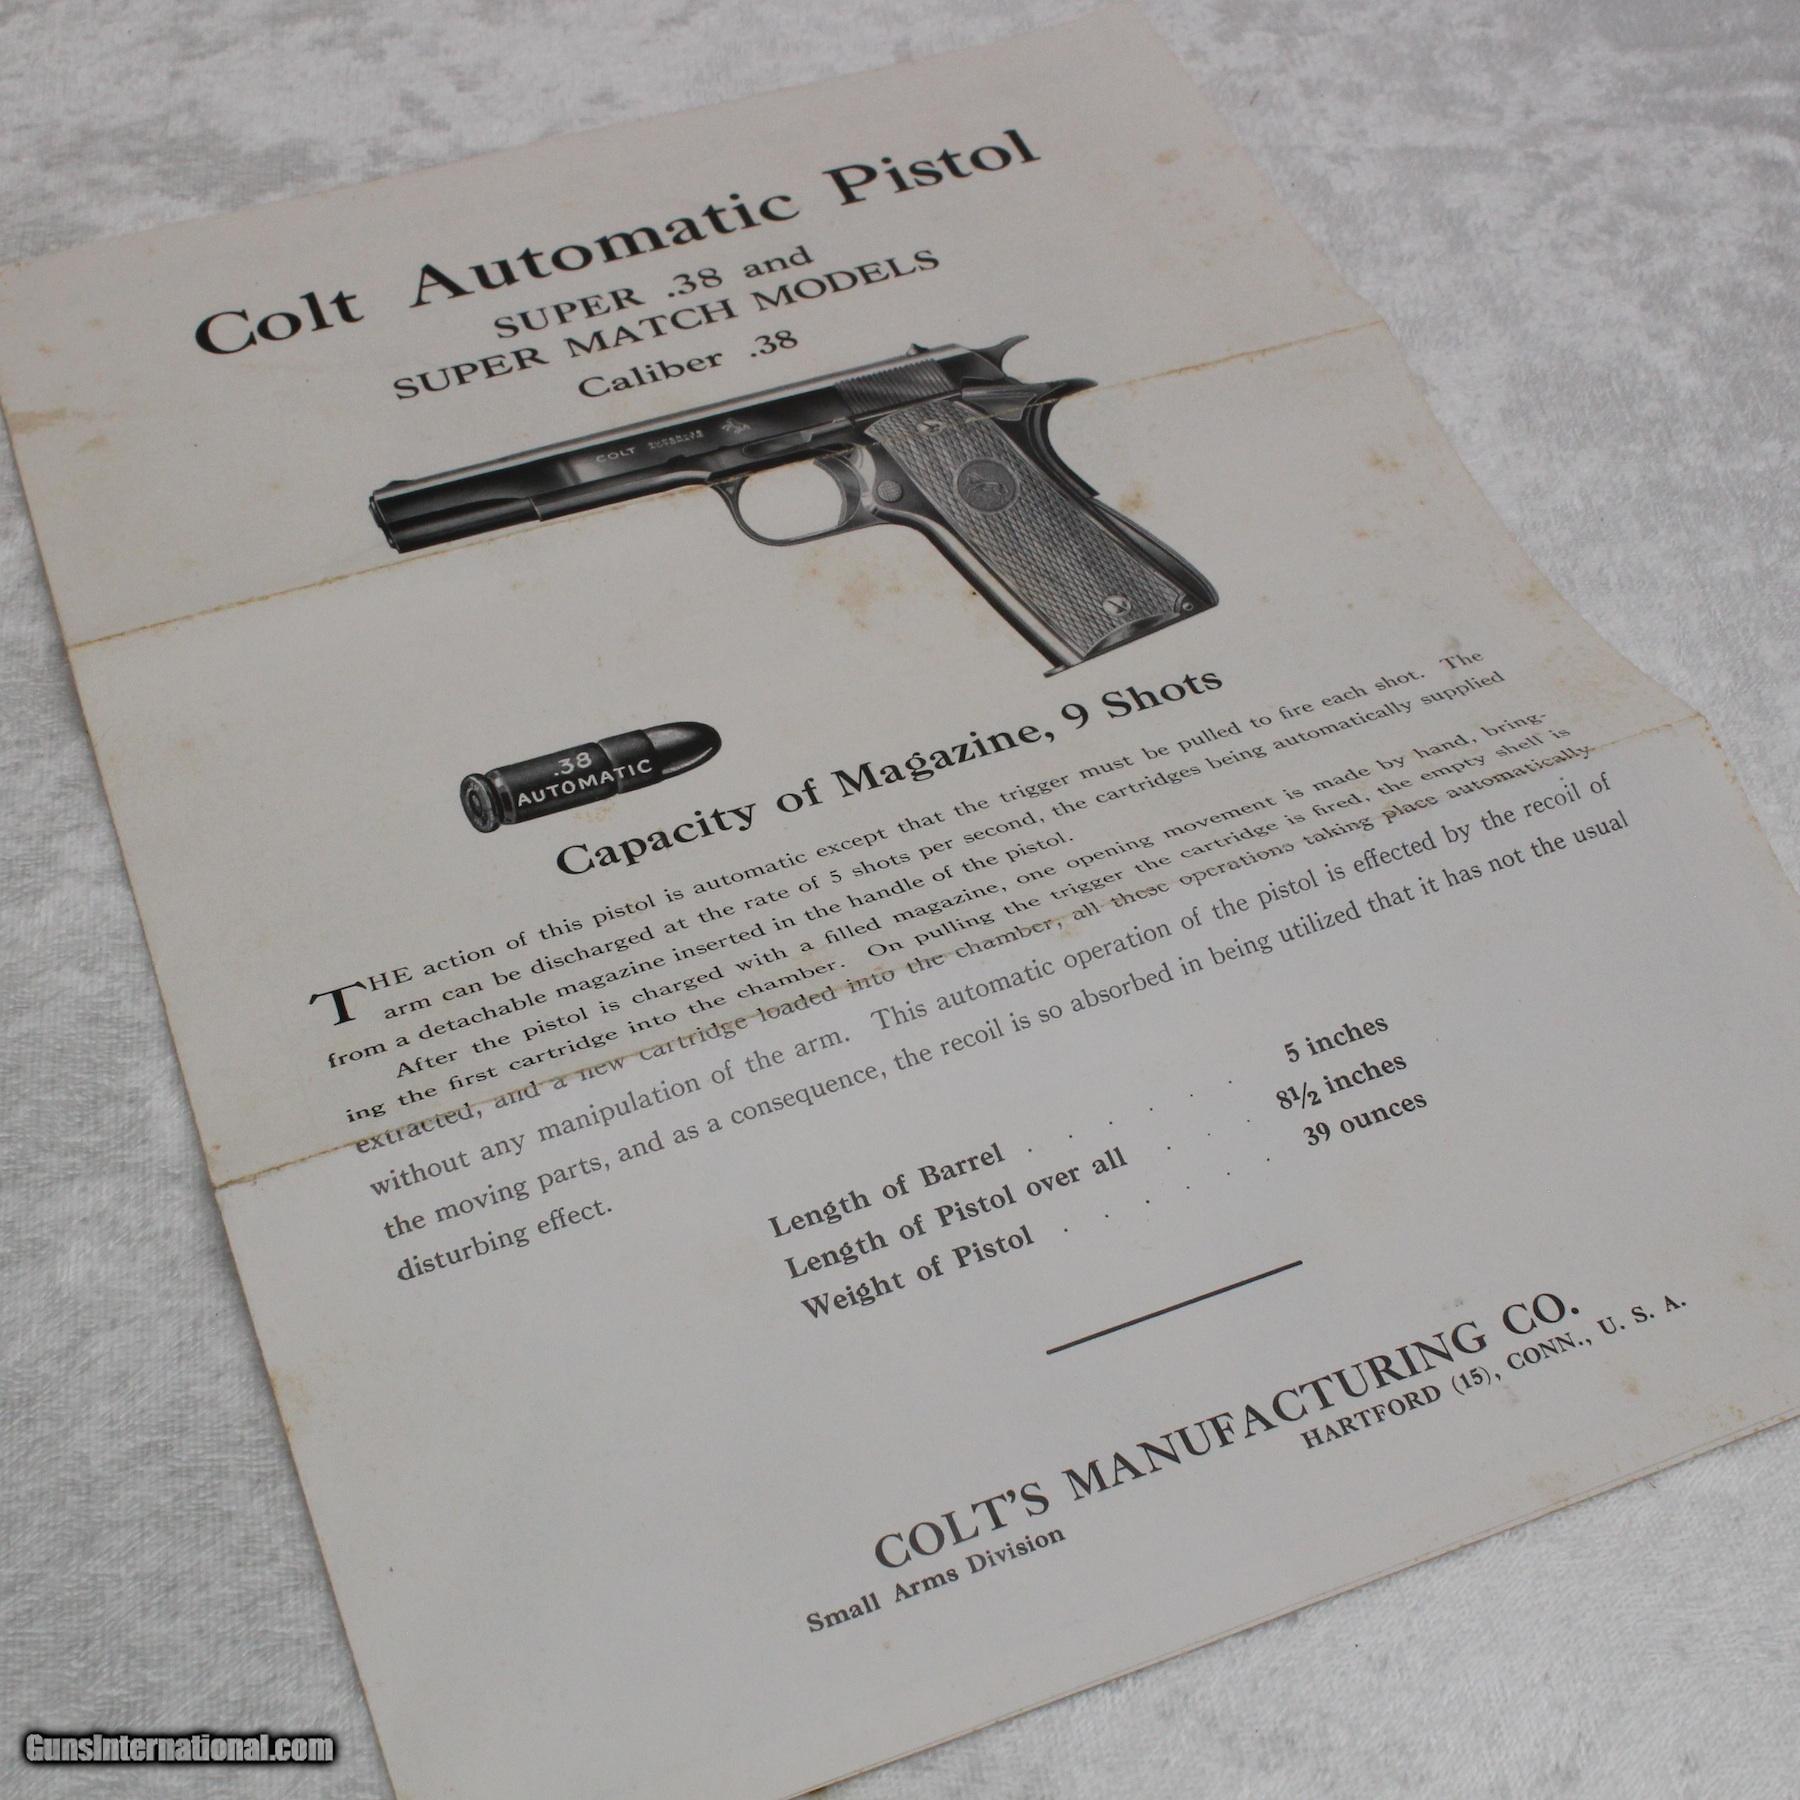 Colt Automatic Pistol
SUPER .38 and
SUPER MATCH MODELS
Caliber .38
COLT
.38
AUTOMATIC
Capacity of Magazine, 9 Shots
THE action of this pistol is automatic except that the trigger must be pulled to fire each shot. The
arm can be discharged at the rate of 5 shots per second, the cartridges being automatically supplied
from a detachable magazine inserted in the handle of the pistol.
After the pistol is charged with a filled magazine, one opening movement is made by hand, bring-
ing the first cartridge into the chamber. On pulling the trigger the cartridge is fired, the empty shell is
extracted, and a new cartridge loaded into the chamber, all these operations taking place automatically
without any manipulation of the arm. This automatic operation of the pistol is effected by the recoil of
the moving parts, and as a consequence, the recoil is so absorbed in being utilized that it has not the usual
disturbing effect.
Length of Barrel . . . . . 5 inches
Length of Pistol over all . . . . 8½ inches
Weight of Pistol . . . . . . 39 ounces
COLT'S MANUFACTURING CO.
Small Arms Division HARTFORD (15), CONN., U. S. A.
GunsInternational.com